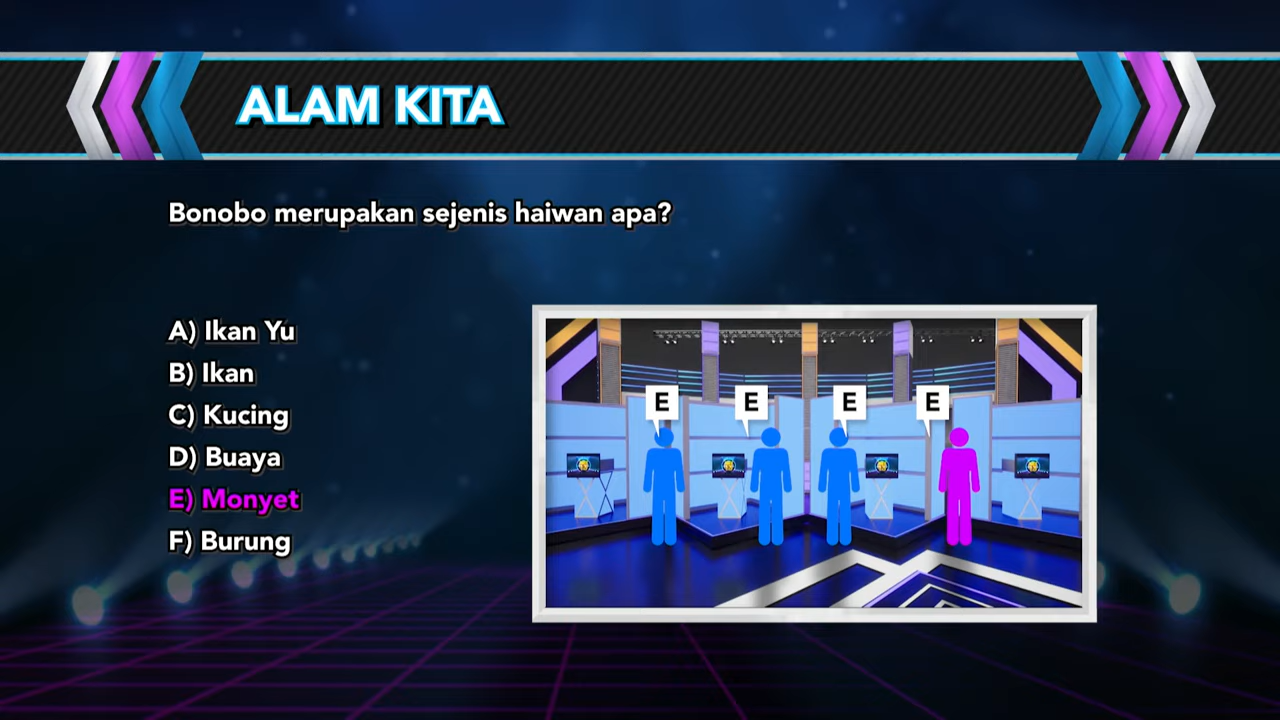 ALAM KITA
Bonobo merupakan sejenis haiwan apa?
A) Ikan Yu
B) Ikan
C) Kucing
D) Buaya
E) Monyet
F) Burung
E E E E